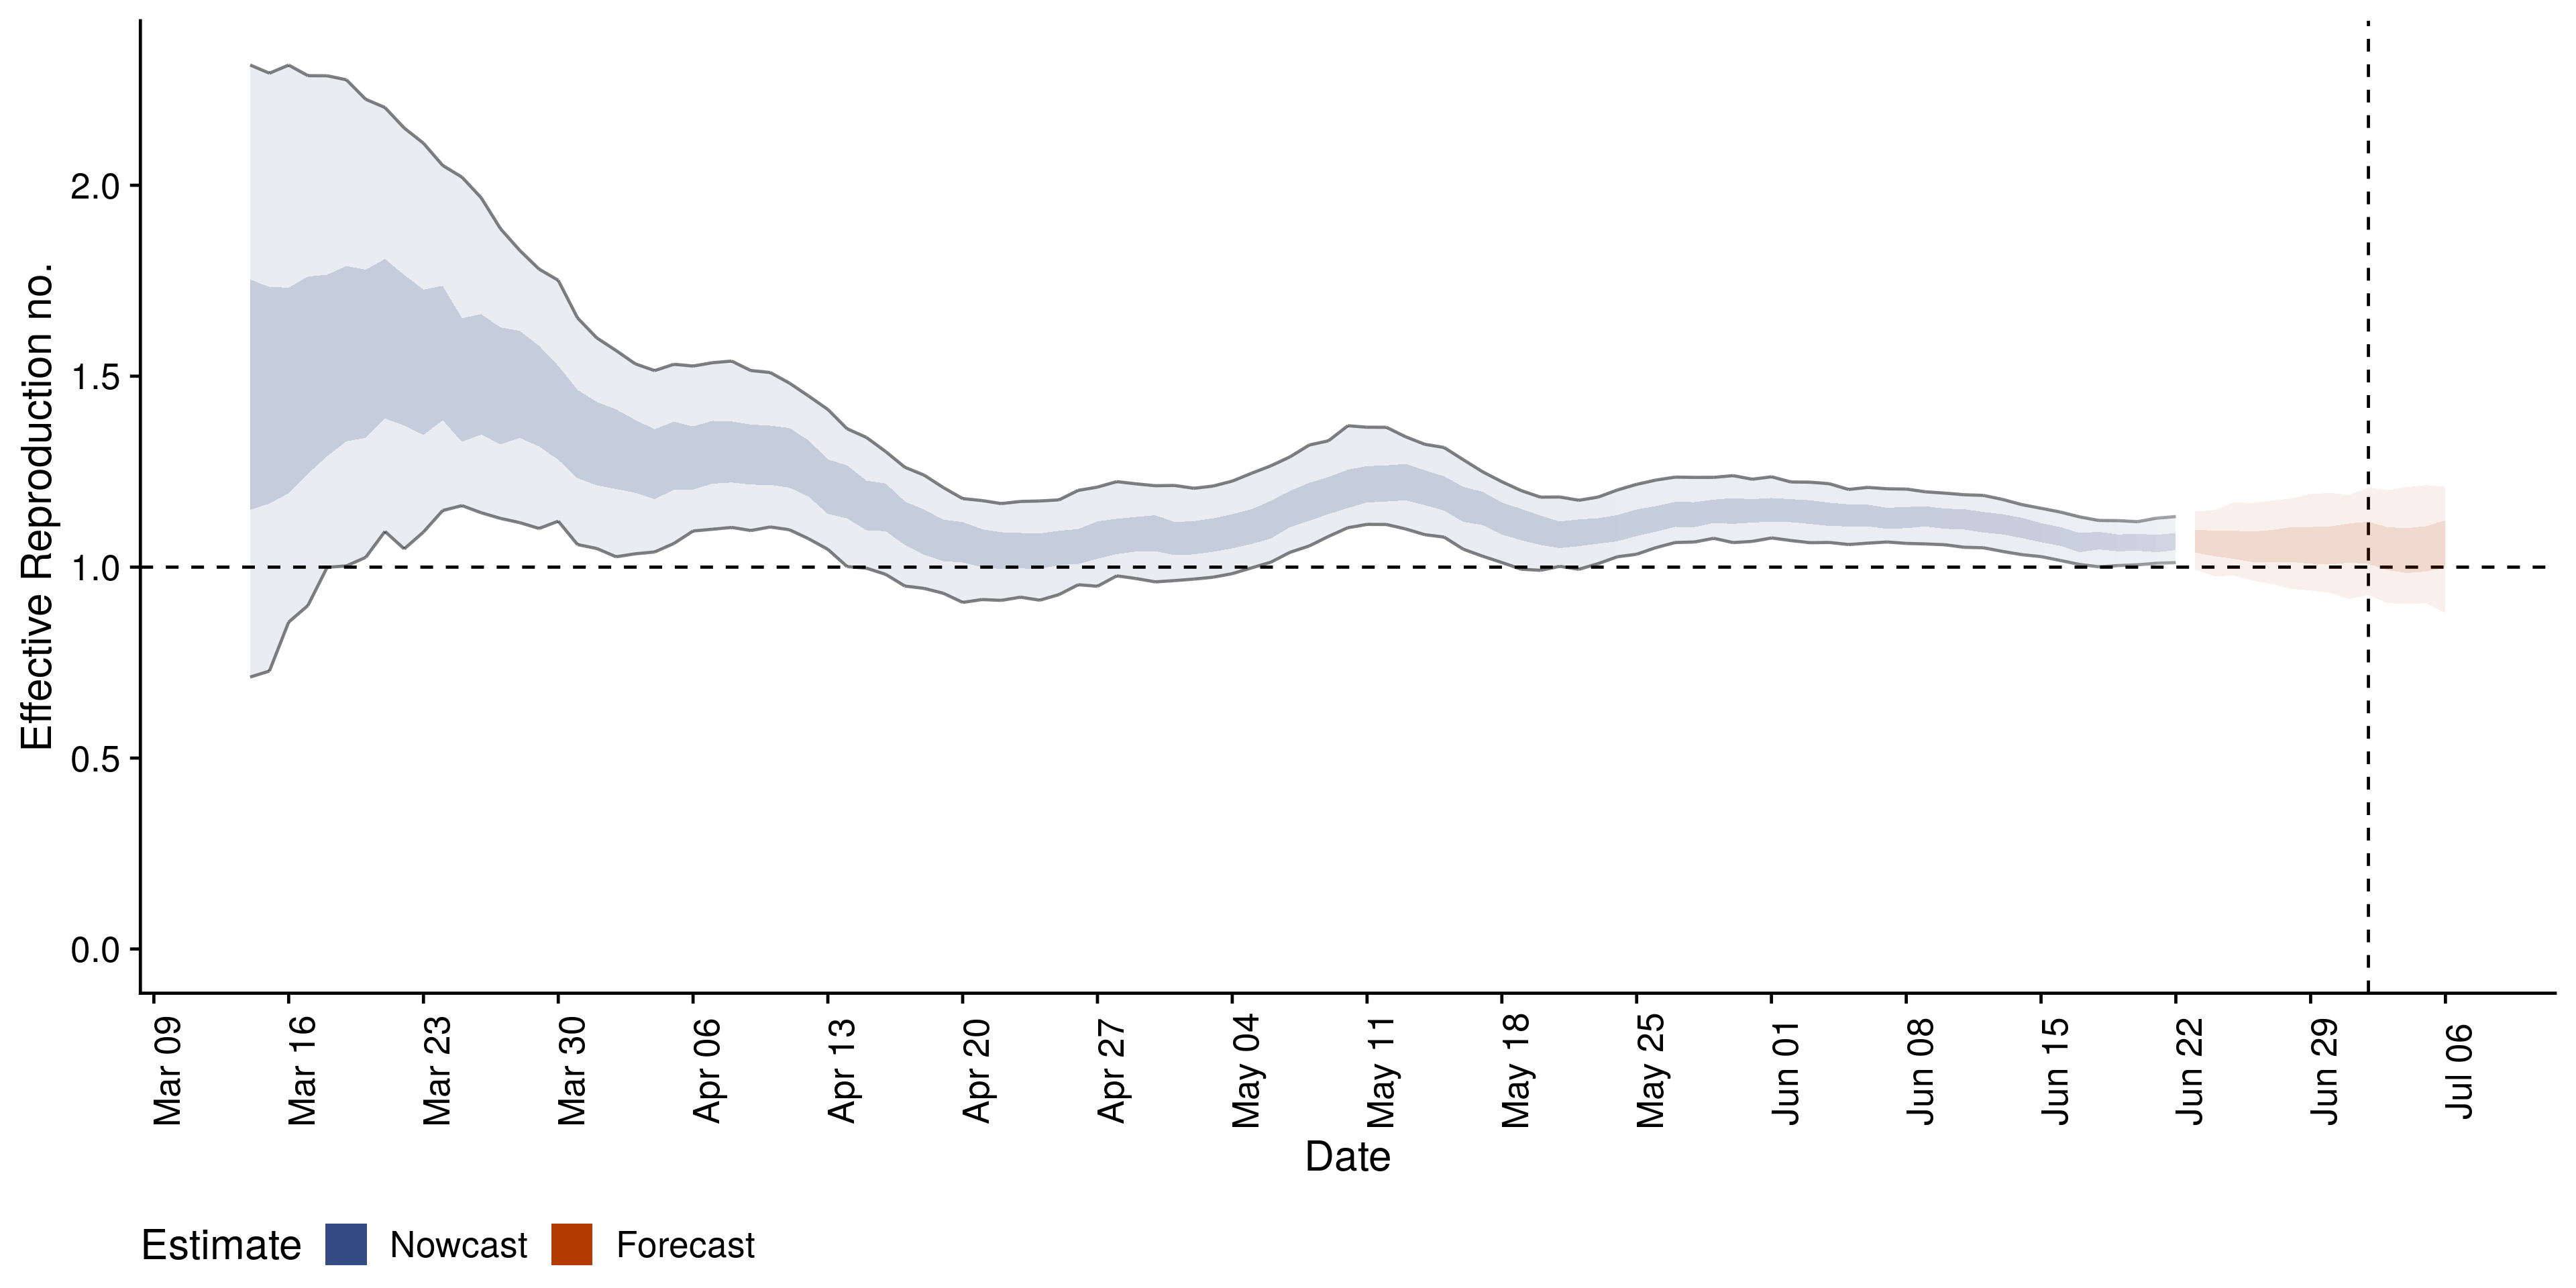 Effective Reproduction no.
2.0
1.5
1.0
0.5
0.0
Mar 09
Mar 16
Mar 23
Mar 30
Apr 06
Apr 13
Apr 20
Apr 27
May 04
May 11
May 18
May 25
Jun 01
Jun 08
Jun 15
Jun 22
Jun 29
Jul 06
Date
Estimate Nowcast Forecast